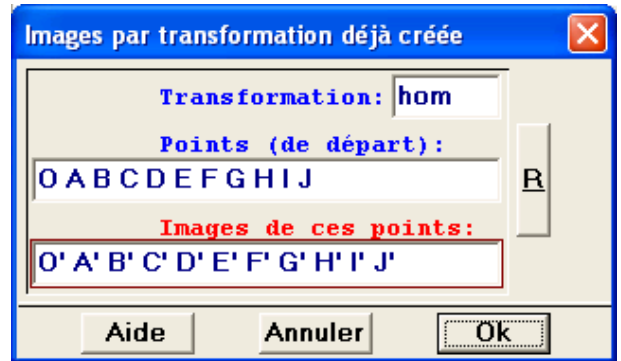 Images par transformation déjà créée
Transformation: hom
Points (de départ):
O A B C D E F G H I J
R
Images de ces points:
O' A' B' C' D' E' F' G' H' I' J'
Aide Annuler Ok